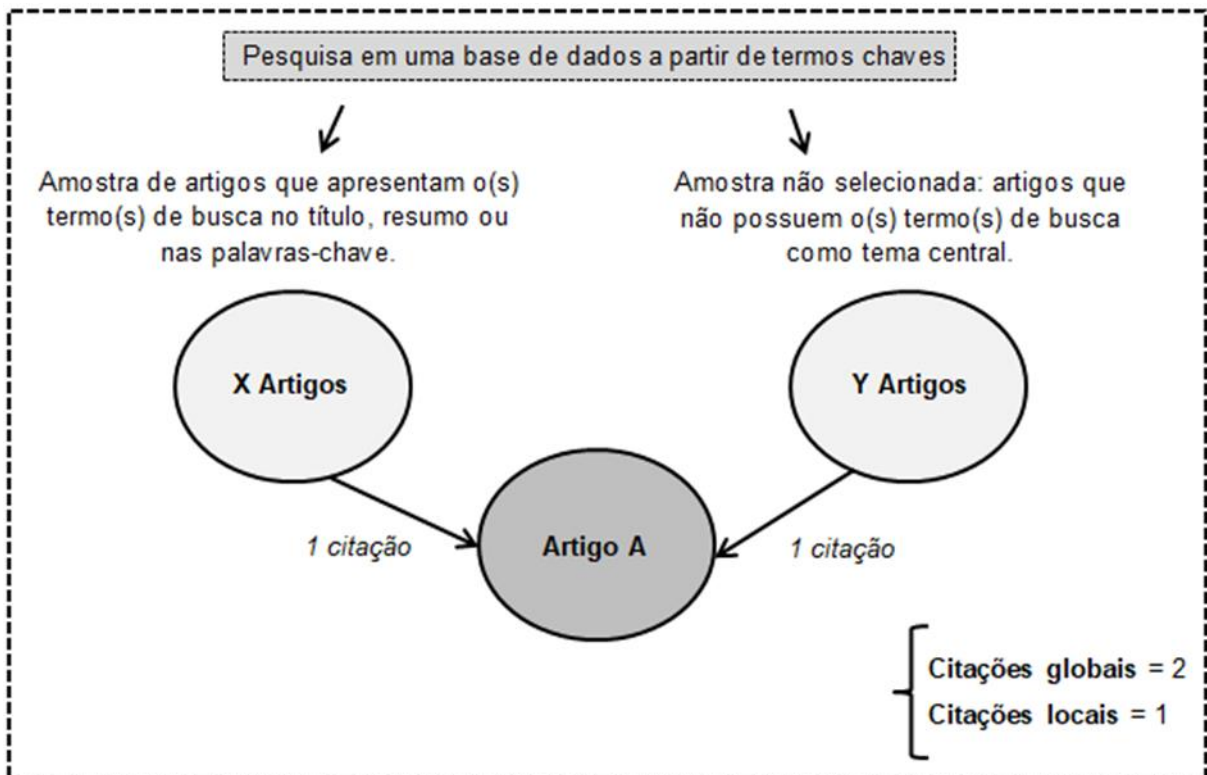 Pesquisa em uma base de dados a partir de termos chaves
Amostra de artigos que apresentam o(s)
termo(s) de busca no título, resumo ou
nas palavras-chave.
Amostra não selecionada: artigos que
não possuem o(s) termo(s) de busca
como tema central.
X Artigos
Y Artigos
1 citação
Artigo A
1 citação
Citações globais = 2
Citações locais = 1